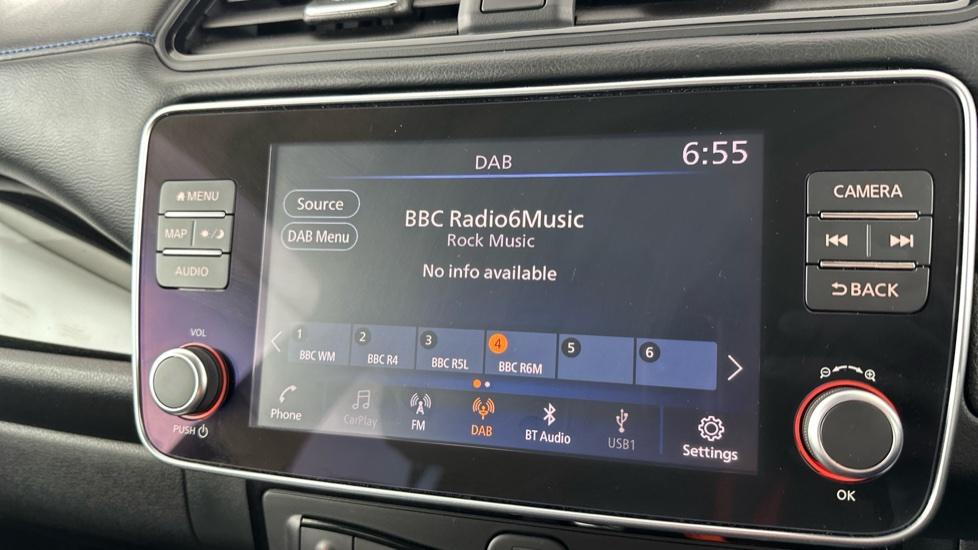 DAB
6:55
Source
DAB Menu
BBC Radio6Music
Rock Music
No info available
1
BBC WM
2
BBC R4
3
BBC R5L
4
BBC R6M
5
6
Phone
CarPlay
FM
DAB
BT Audio
USB1
Settings
MENU
MAP
AUDIO
VOL
PUSH
CAMERA
BACK
OK